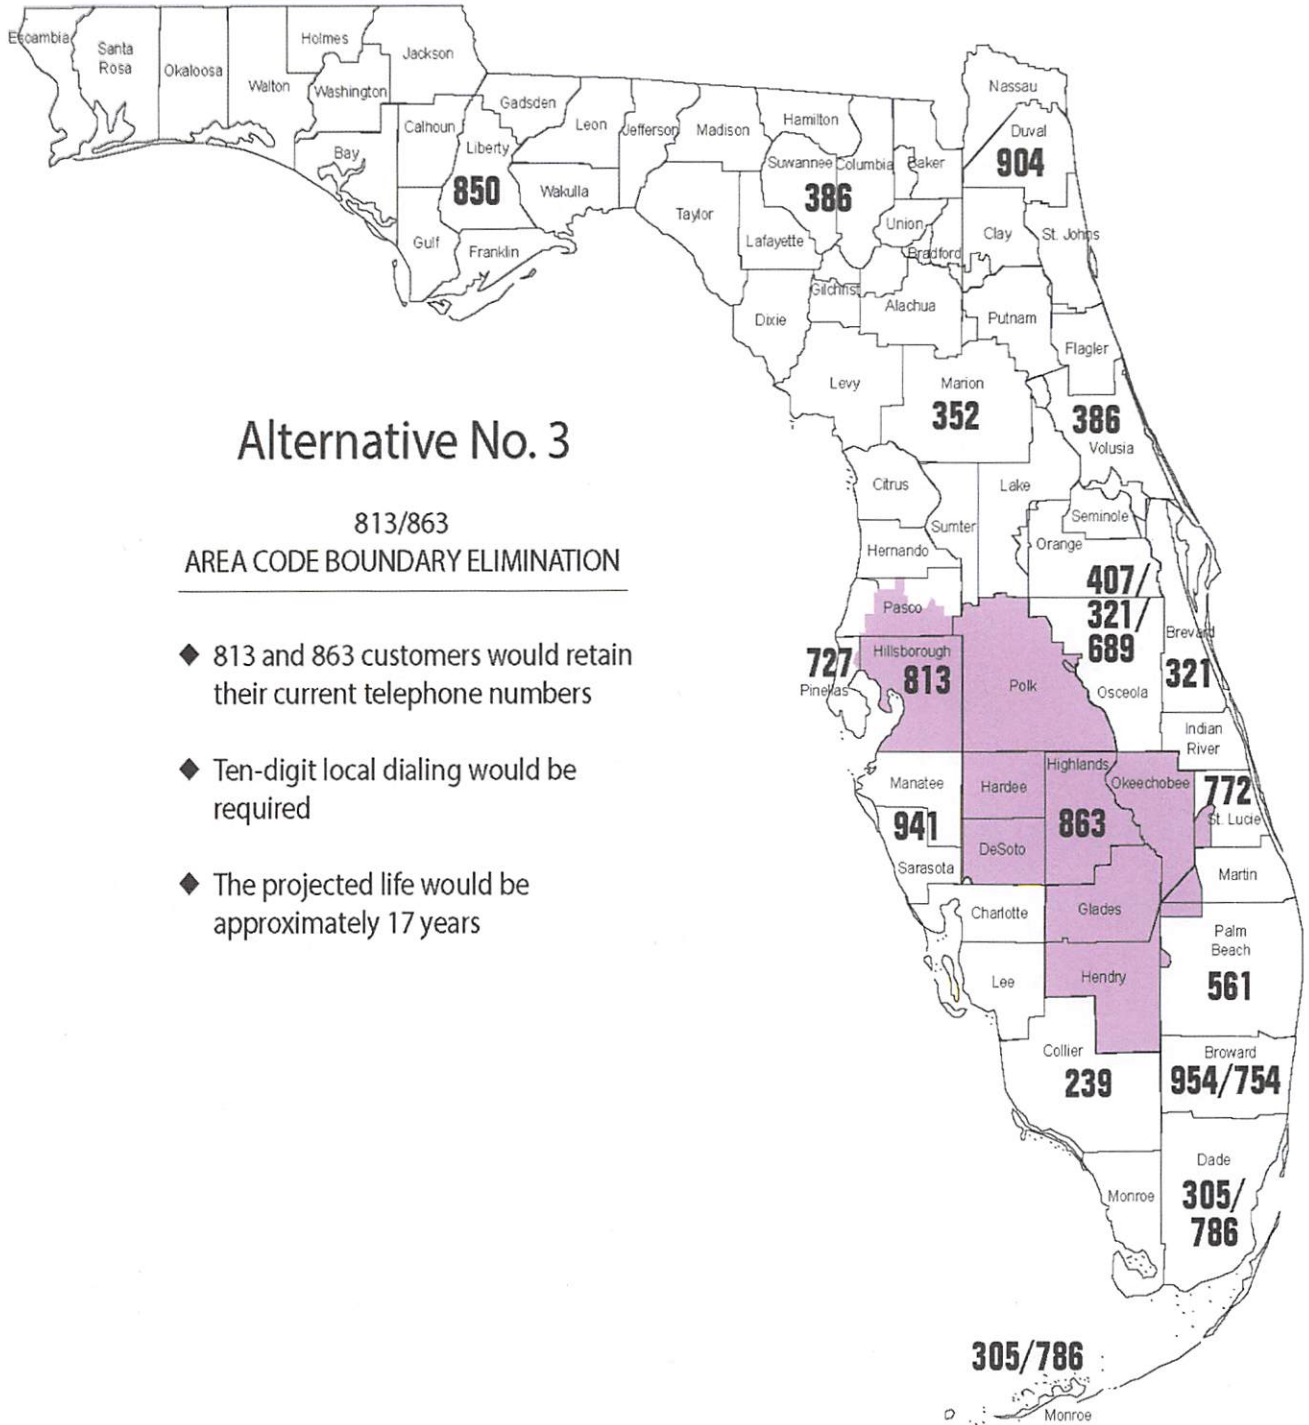 Escambia
Santa
Rosa
Okaloosa
Walton
Holmes
Washington
Jackson
Bay
Calhoun
Gulf
Gadsden
Liberty
850
Franklin
Leon
Wakulla
Jefferson
Madison
Taylor
Hamilton
Suwannee
Columbia
386
Lafayette
Dixie
Gilchrist
Baker
Union
Bradford
Alachua
Nassau
Duval
904
Clay
St. Johns
Putnam
Flagler
Levy
Marion
352
386
Volusia
Citrus
Sumter
Lake
Hernando
Seminole
Orange
407/
321/
689
Osceola
Brevard
321
Alternative No. 3
813/863
AREA CODE BOUNDARY ELIMINATION
◆ 813 and 863 customers would retain
their current telephone numbers
◆ Ten-digit local dialing would be
required
◆ The projected life would be
approximately 17 years
Pasco
Hillsborough
813
727
Pinellas
Polk
Indian
River
Manatee
941
Sarasota
Hardee
DeSoto
Highlands
863
Okeechobee
772
St. Lucie
Martin
Charlotte
Glades
Lee
Hendry
Palm
Beach
561
Collier
239
Broward
954/754
Dade
305/
786
Monroe
305/786
Monroe